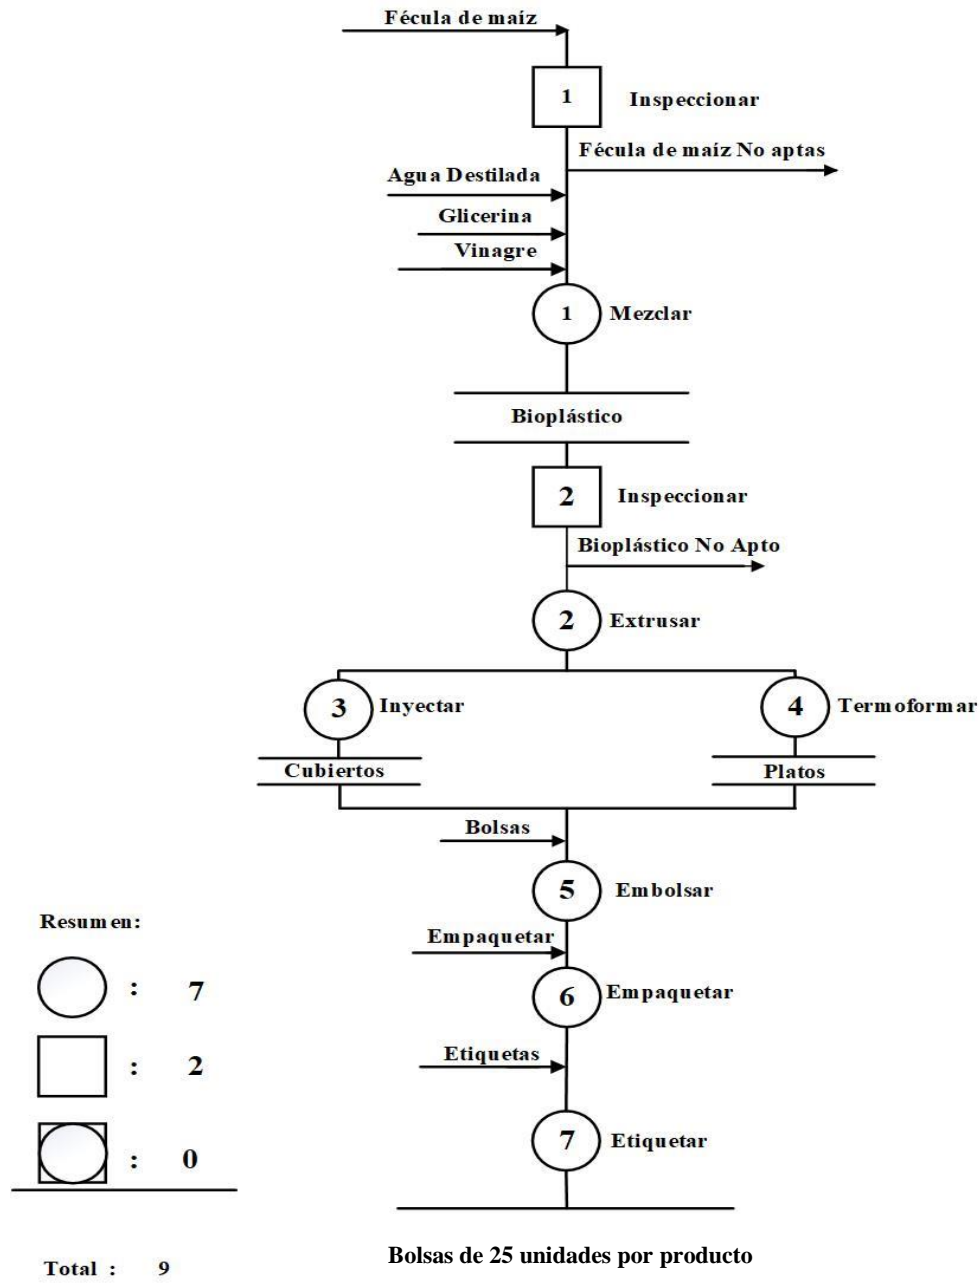 Fécula de maíz
1
Inspeccionar
Fécula de maíz No aptas
Agua Destilada
Glicerina
Vinagre
1
Mezclar
Bioplástico
2
Inspeccionar
Bioplástico No Apto
2
Extrusar
3
Inyectar
4
Termoformar
Cubiertos
Platos
Bolsas
5
Embolsar
Empaquetar
6
Empaquetar
Etiquetas
7
Etiquetar
Resumen:
: 7
: 2
: 0
Total : 9
Bolsas de 25 unidades por producto